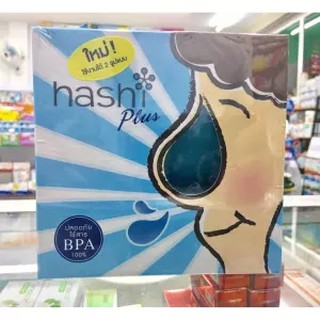 ใหม่!
ใช้งานได้ 2 รูปแบบ
hashi
Plus
ปลอดภัย
ไร้สาร
BPA
100%